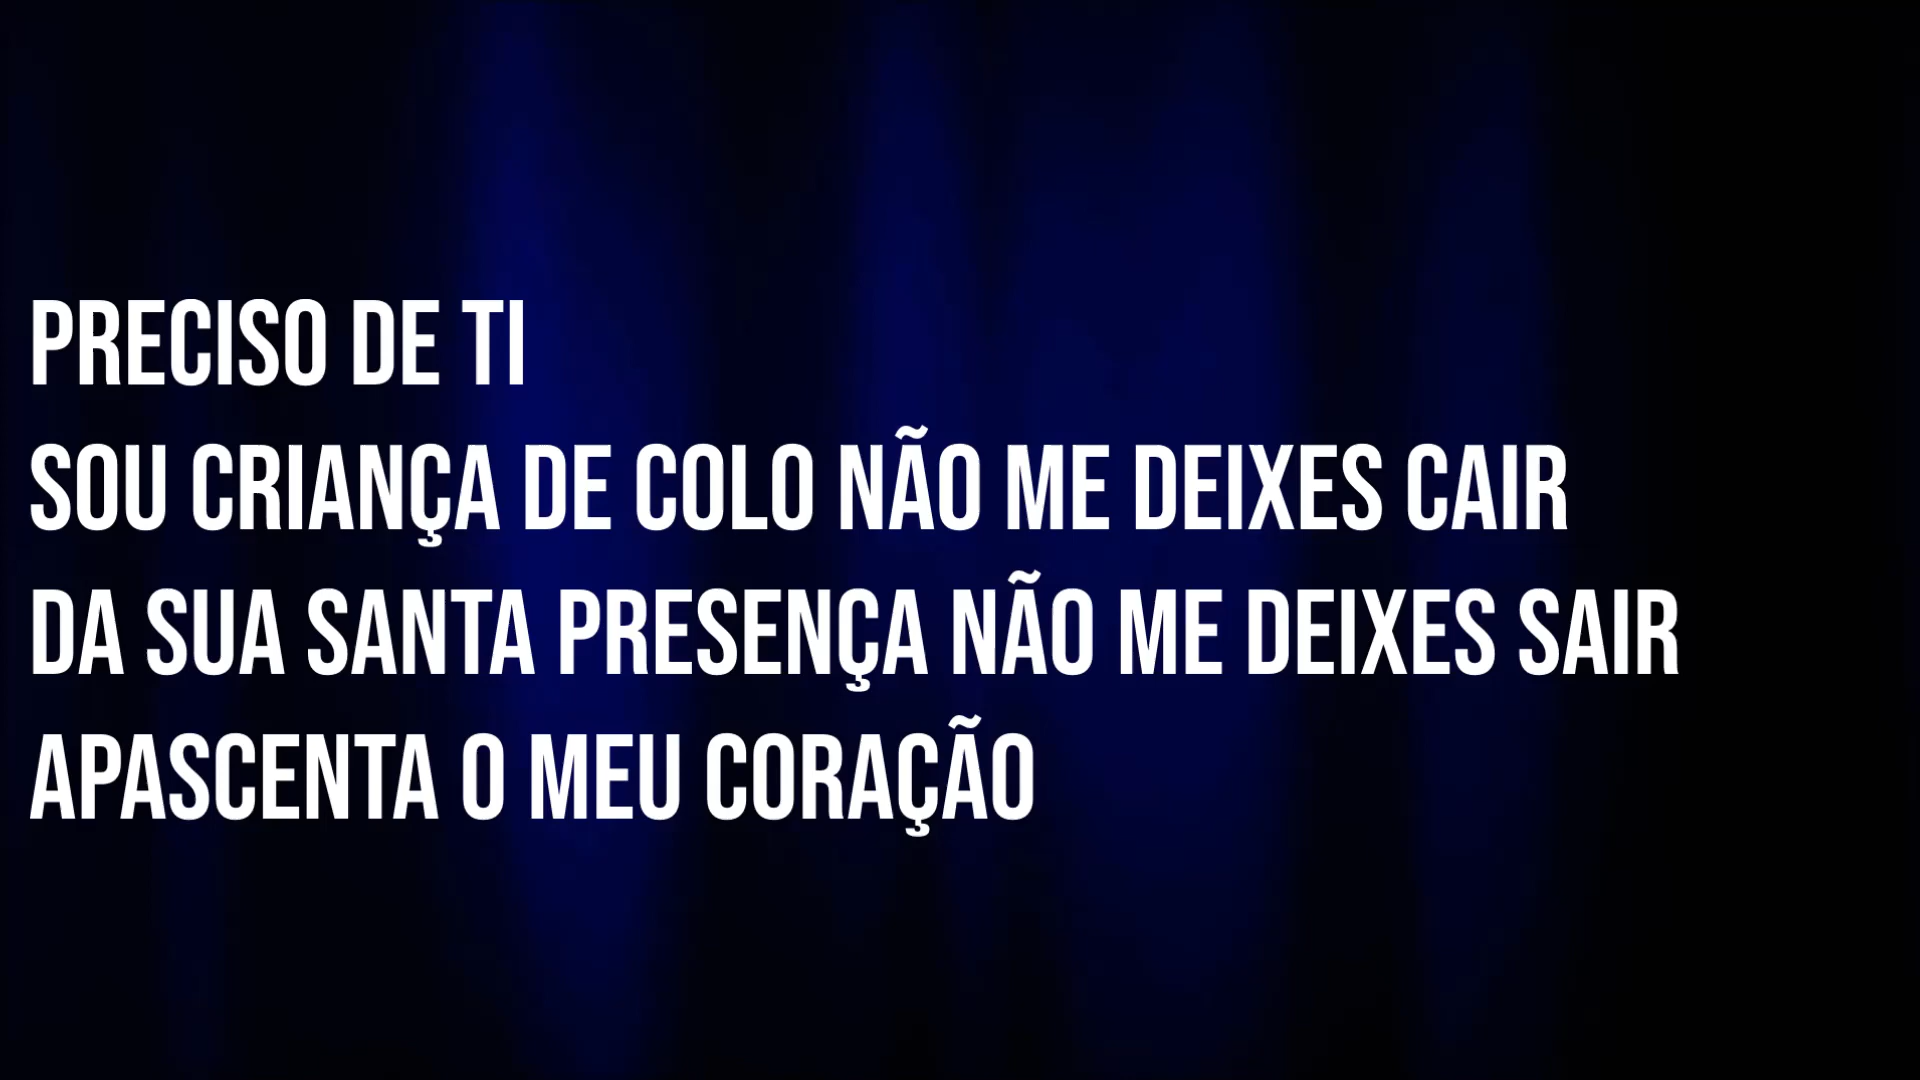 PRECISO DE TI
SOU CRIANÇA DE COLO NÃO ME DEIXES CAIR
DA SUA SANTA PRESENÇA NÃO ME DEIXES SAIR
APASCENTA O MEU CORAÇÃO